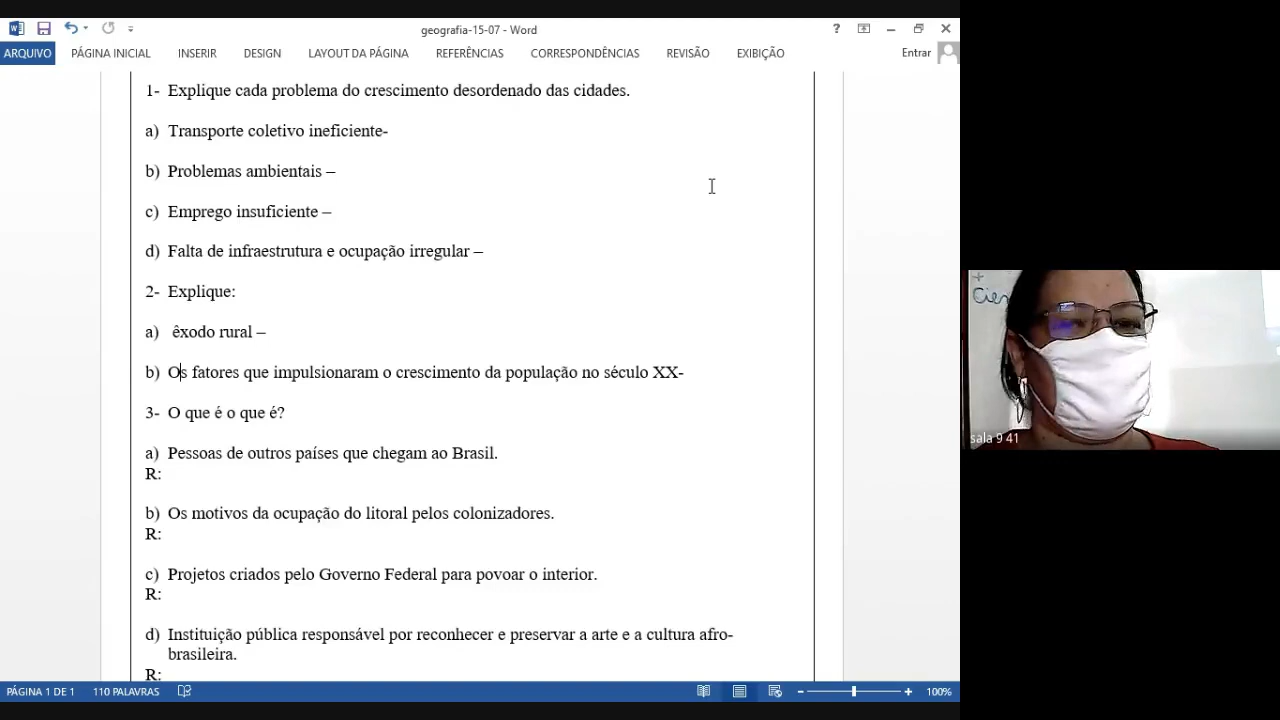 geografia-15-07 - Word
ARQUIVO PÁGINA INICIAL INSERIR DESIGN LAYOUT DA PÁGINA REFERÊNCIAS CORRESPONDÊNCIAS REVISÃO EXIBIÇÃO Entrar
1- Explique cada problema do crescimento desordenado das cidades.
a) Transporte coletivo ineficiente-
b) Problemas ambientais –
c) Emprego insuficiente –
d) Falta de infraestrutura e ocupação irregular –
2- Explique:
a) êxodo rural –
b) Os fatores que impulsionaram o crescimento da população no século XX-
3- O que é o que é?
a) Pessoas de outros países que chegam ao Brasil.
R:
b) Os motivos da ocupação do litoral pelos colonizadores.
R:
c) Projetos criados pelo Governo Federal para povoar o interior.
R:
d) Instituição pública responsável por reconhecer e preservar a arte e a cultura afro-
brasileira.
R:
PÁGINA 1 DE 1 110 PALAVRAS 100%
Cien
sala 9 41